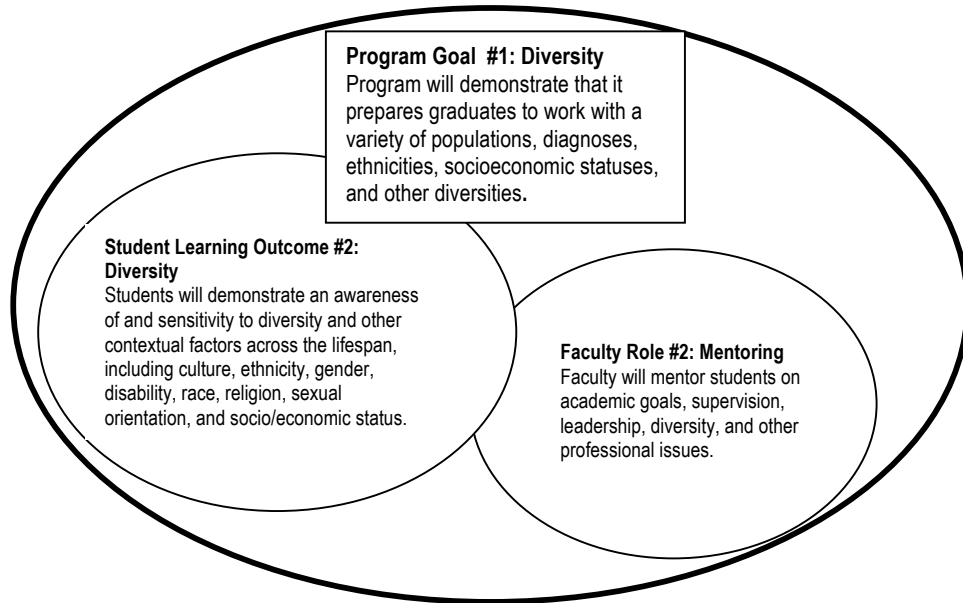 Program Goal  #1: Diversity
Program will demonstrate that it
prepares graduates to work with a
variety of populations, diagnoses,
ethnicities, socioeconomic statuses,
and other diversities.
Student Learning Outcome #2:
Diversity
Students will demonstrate an awareness
of and sensitivity to diversity and other
contextual factors across the lifespan,
including culture, ethnicity, gender,
disability, race, religion, sexual
orientation, and socio/economic status.
Faculty Role #2: Mentoring
Faculty will mentor students on
academic goals, supervision,
leadership, diversity, and other
professional issues.